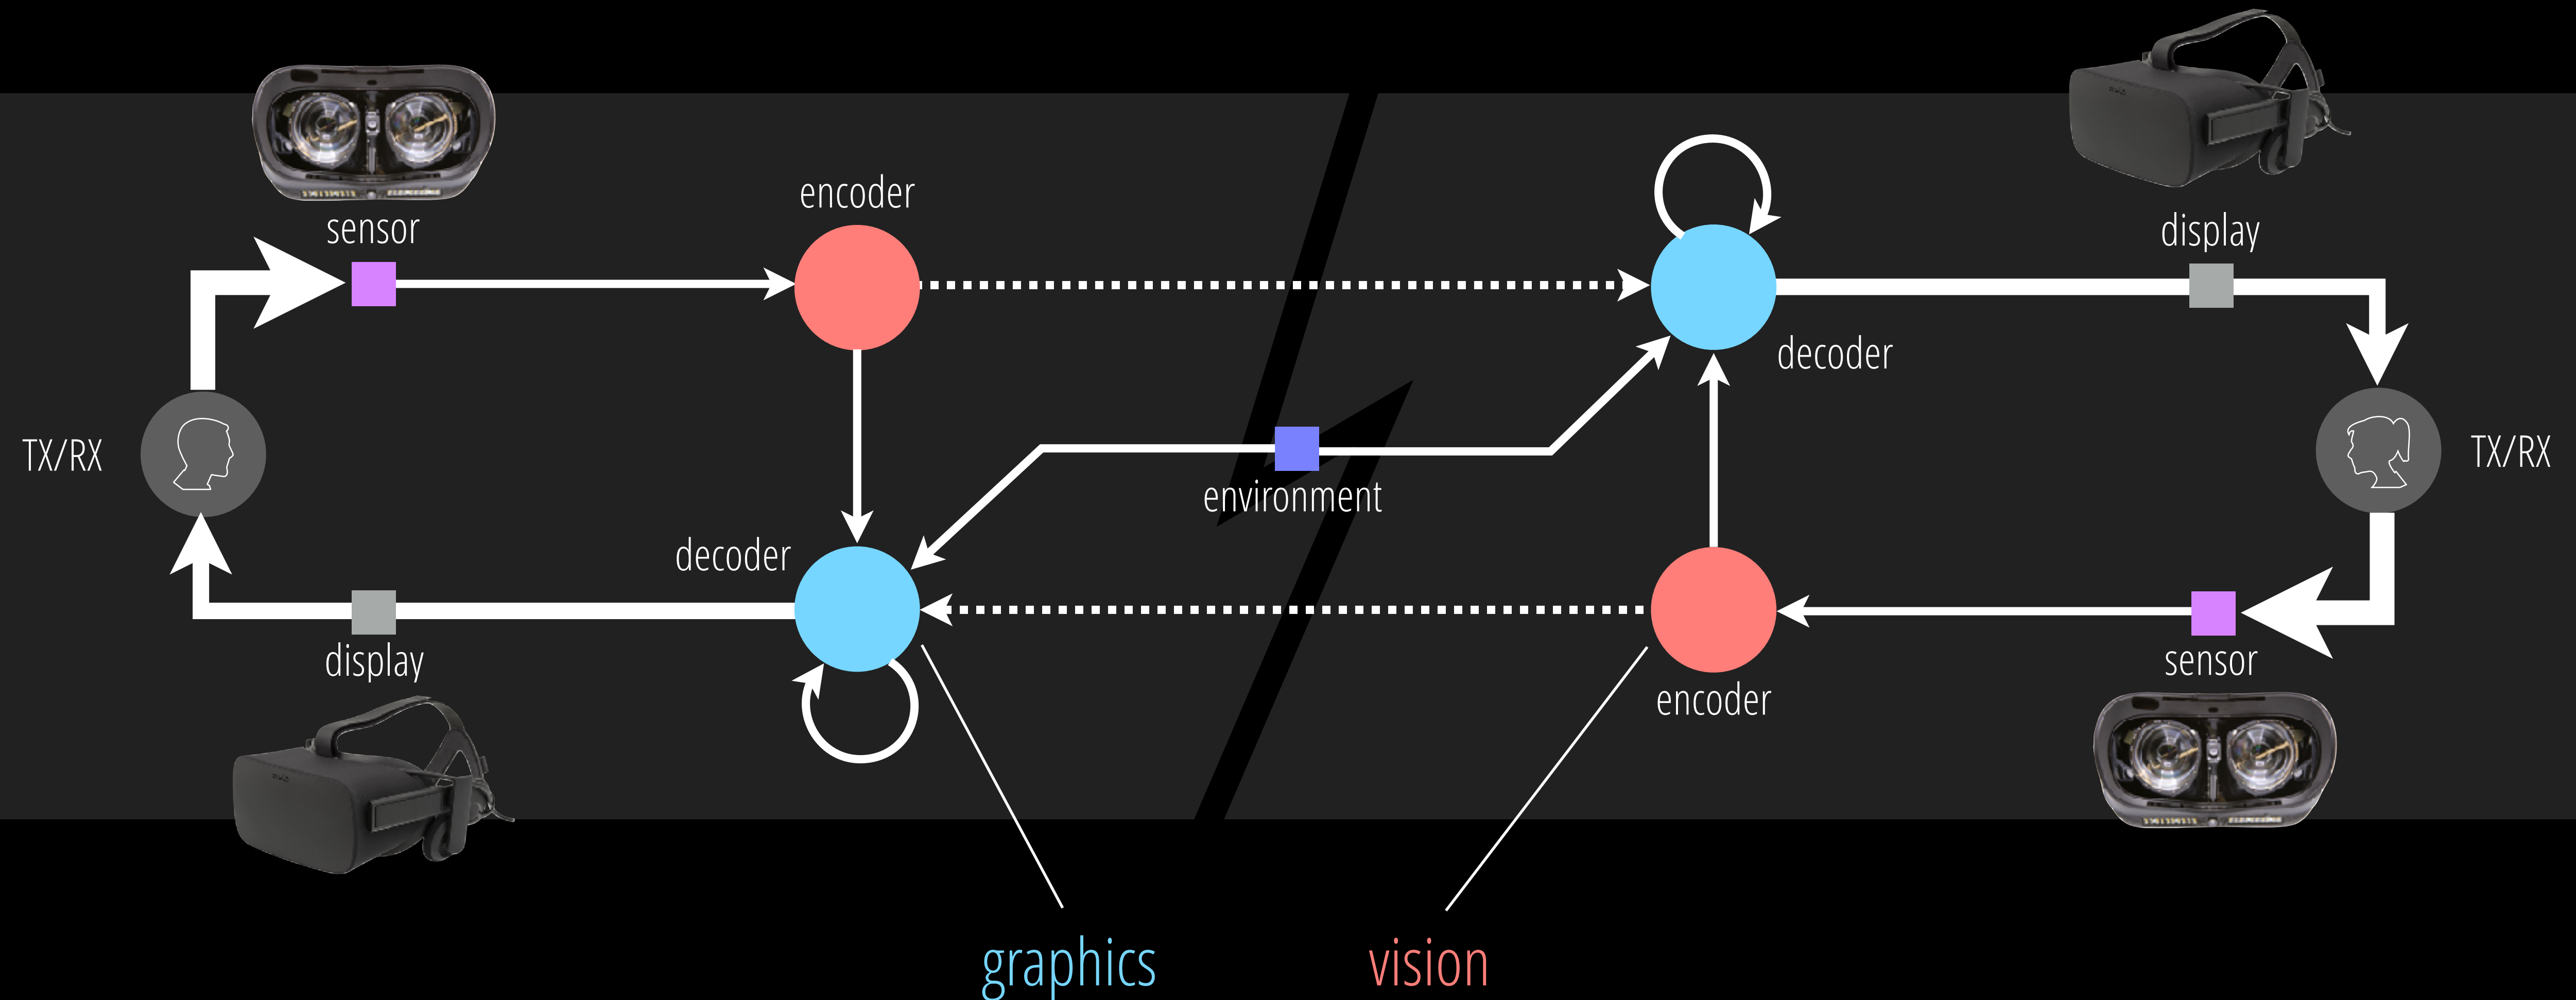 sensor
encoder
display
decoder
TX/RX
TX/RX
environment
decoder
display
sensor
encoder
graphics
vision